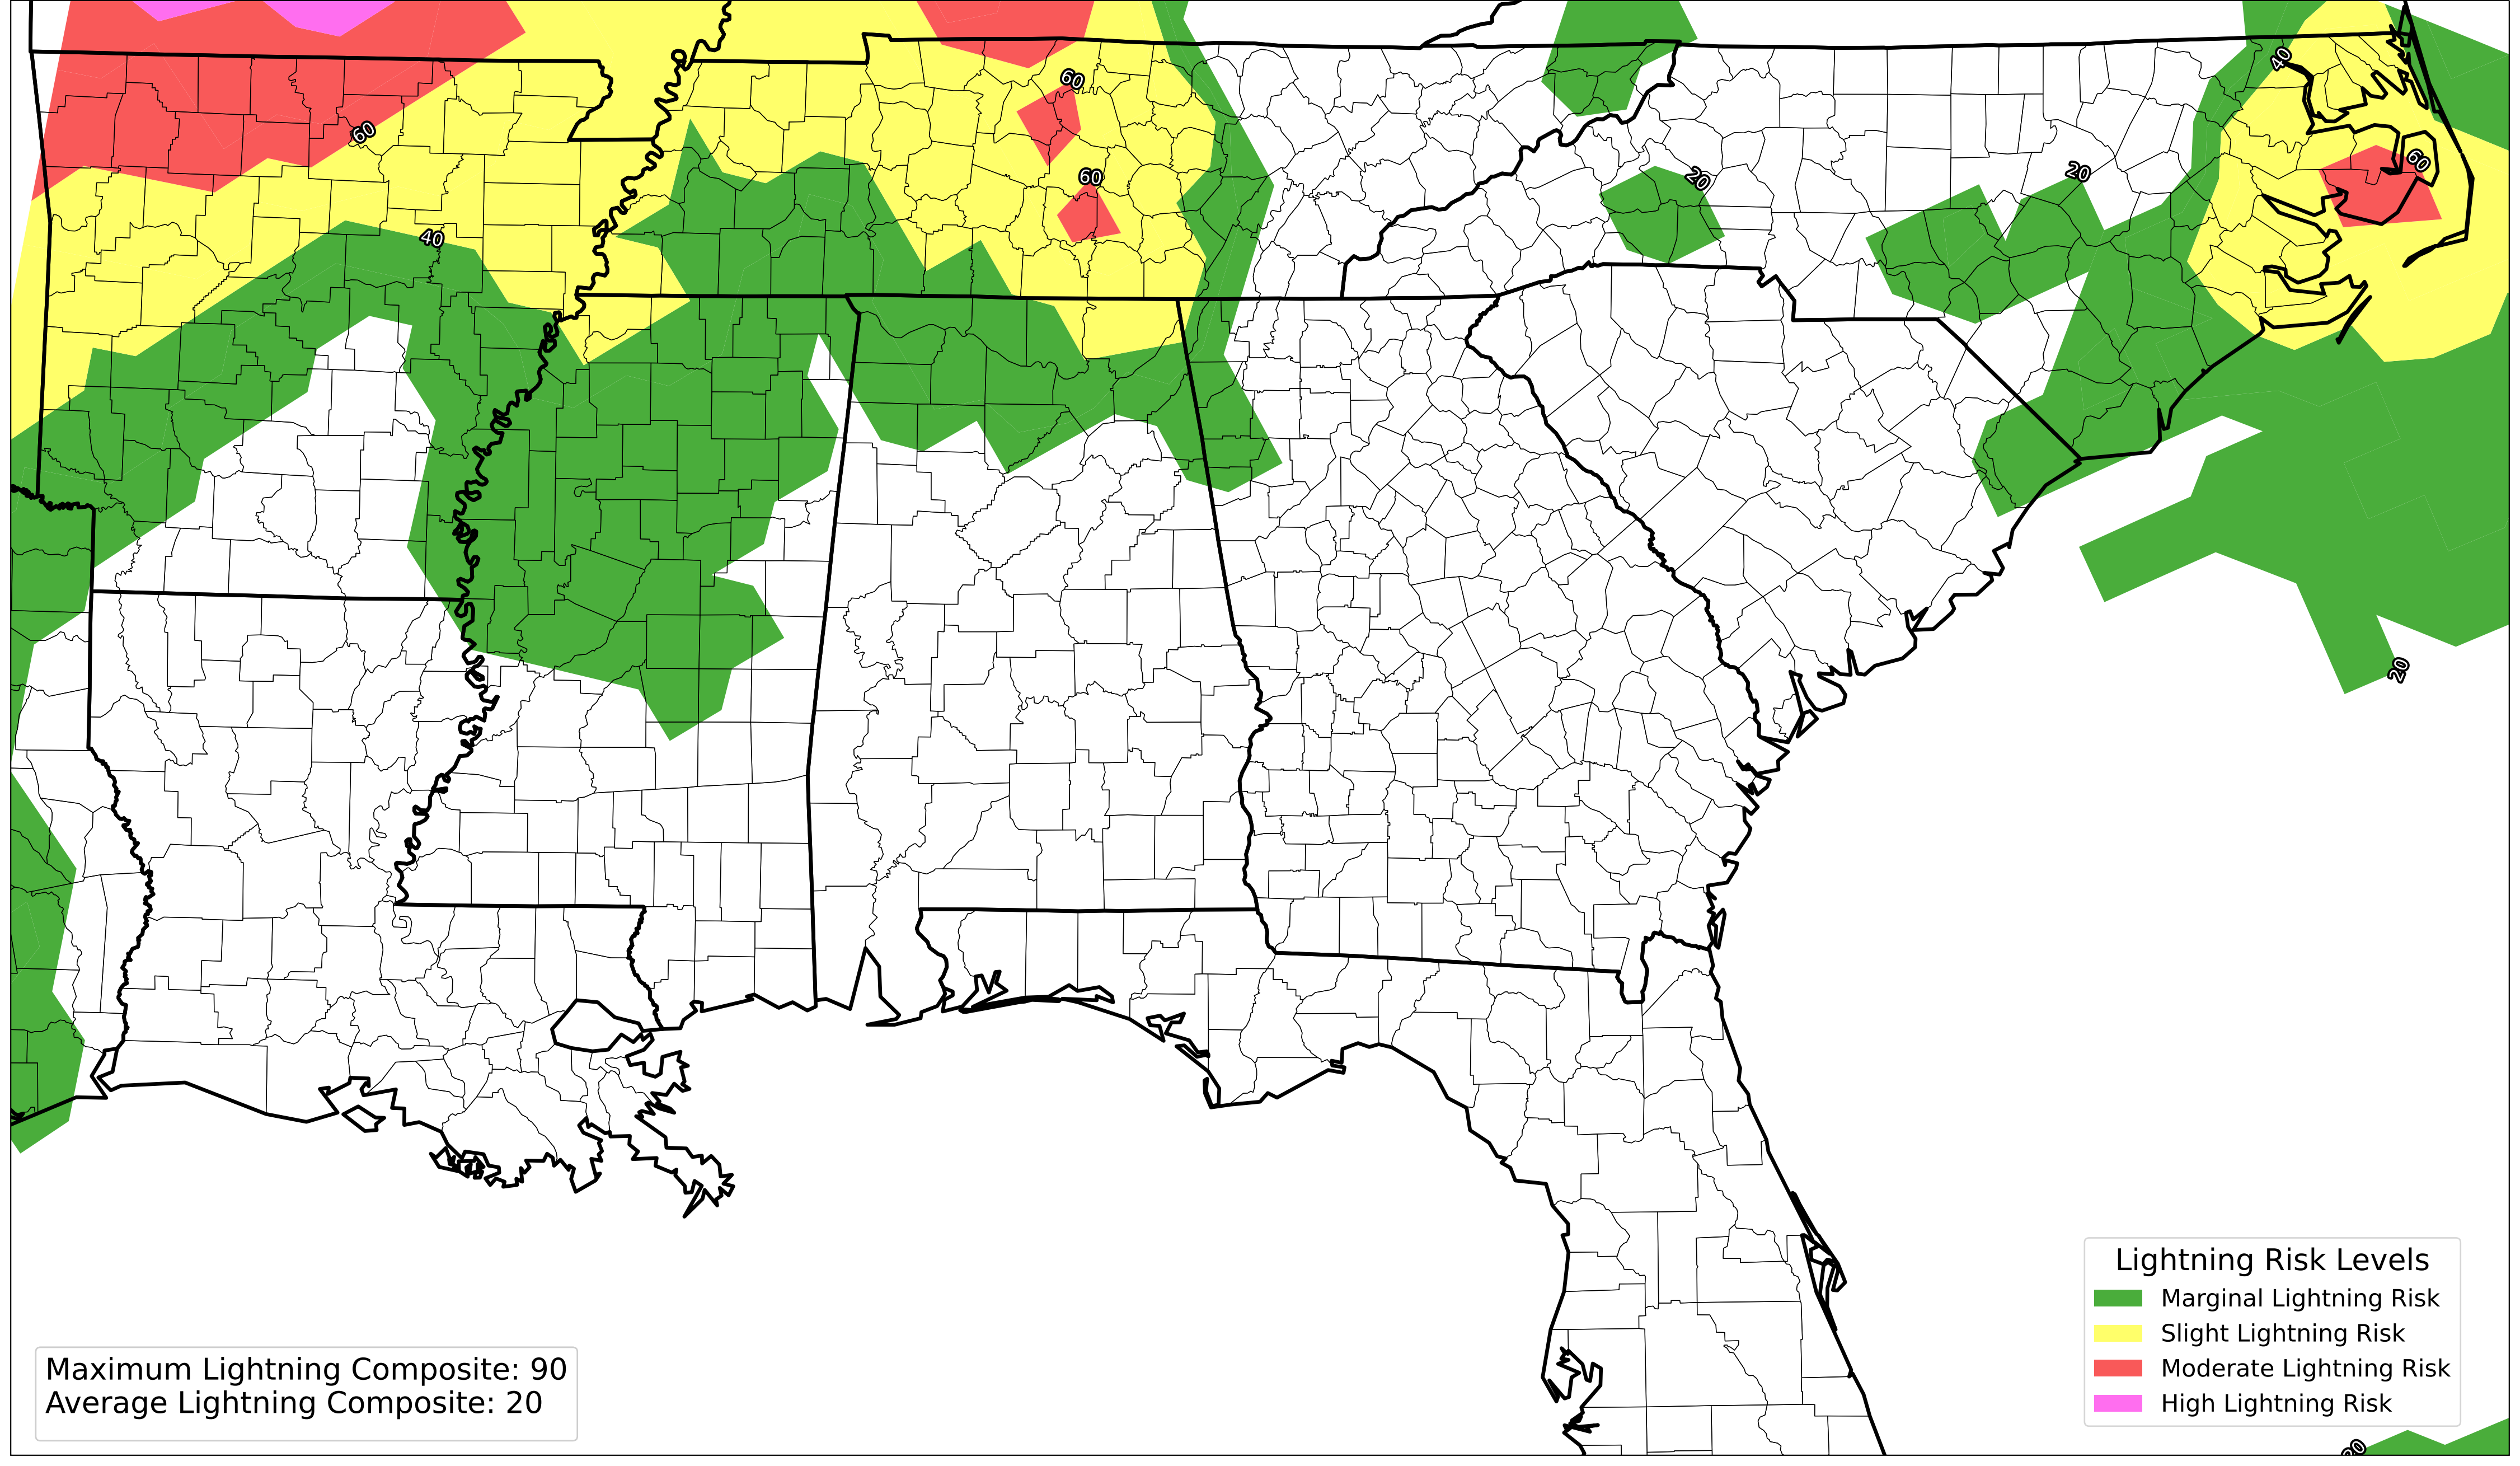 40
60
60
20
20
60
60
40
20
20
Lightning Risk Levels
Marginal Lightning Risk
Slight Lightning Risk
Moderate Lightning Risk
High Lightning Risk
Maximum Lightning Composite: 90
Average Lightning Composite: 20